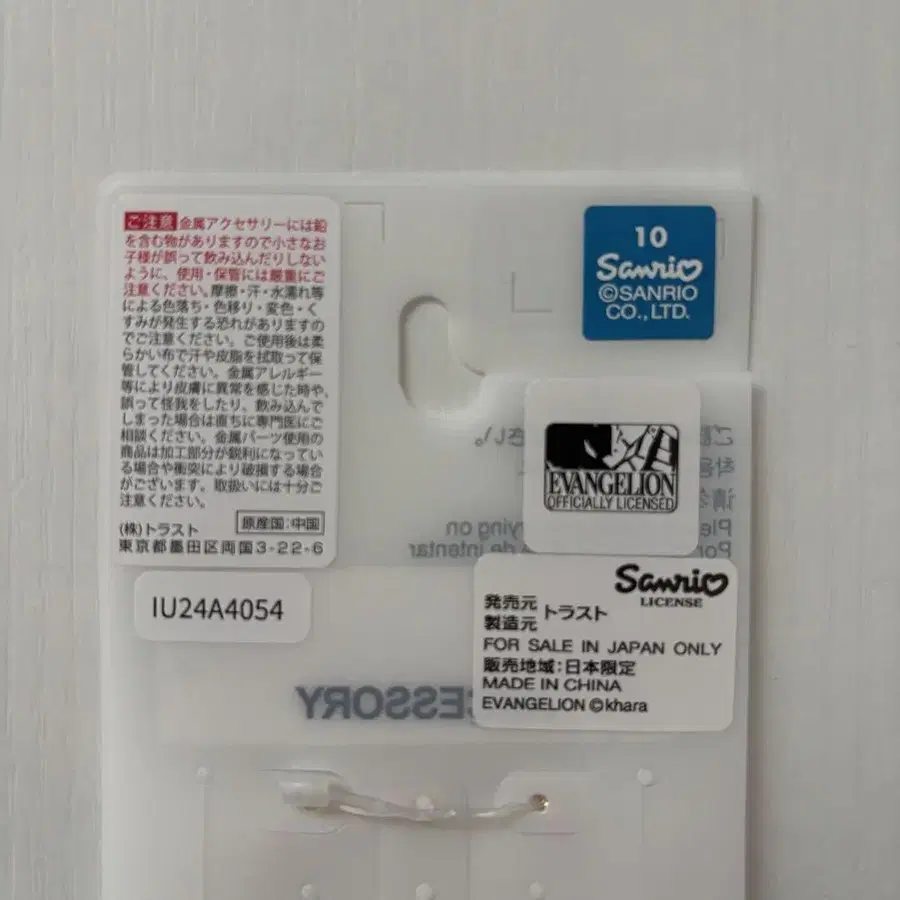 ご注意 金属アクセサリーには鉛
を含む物がありますので小さなお
子様が誤って飲み込んだりしない
ように、使用・保管には厳重にご
注意ください。摩擦・汗・水濡れ等
による色落ち・色移り・変色・く
すみが発生する恐れがありますの
でご注意ください。ご使用後は柔
らかい布で汗や皮脂を拭取って保
管してください。金属アレルギー
等により皮膚に異常を感じた時や、
誤って怪我をしたり、飲み込んで
しまった場合は直ちに専門医にご
相談ください。金属パーツ使用の
商品は加工部分が鋭利になってい
る場合や衝突により破損する場合
がございます。取扱いには十分ご
注意ください。
(株)トラスト
原産国:中国
東京都墨田区両国3-22-6
IU24A4054
10
Sanrio
©SANRIO
CO.,LTD.
EVANGELION
OFFICIALLY LICENSED
rying on
de intentar
Sanrio
LICENSE
発売元
製造元
トラスト
FOR SALE IN JAPAN ONLY
販売地域:日本限定
MADE IN CHINA
EVANGELION ©khara
CESSORY